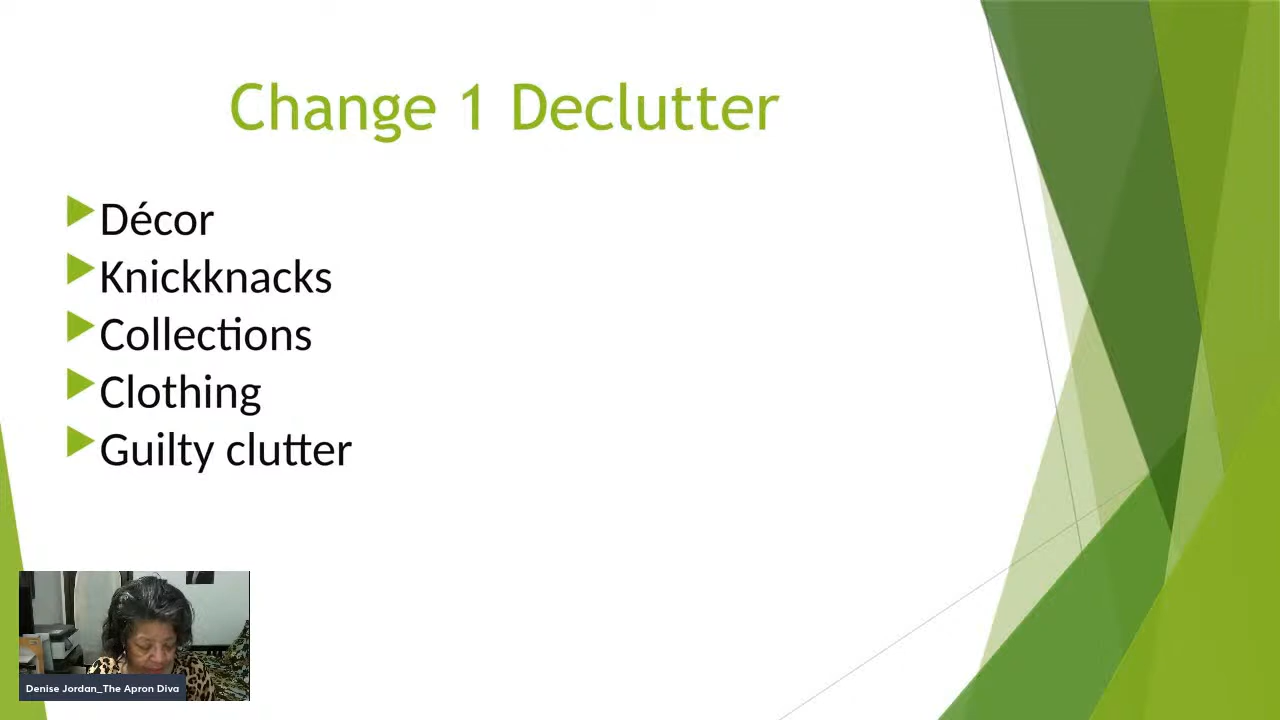 Change 1 Declutter
Décor
Knickknacks
Collections
Clothing
Guilty clutter
Denise Jordan_The Apron Diva